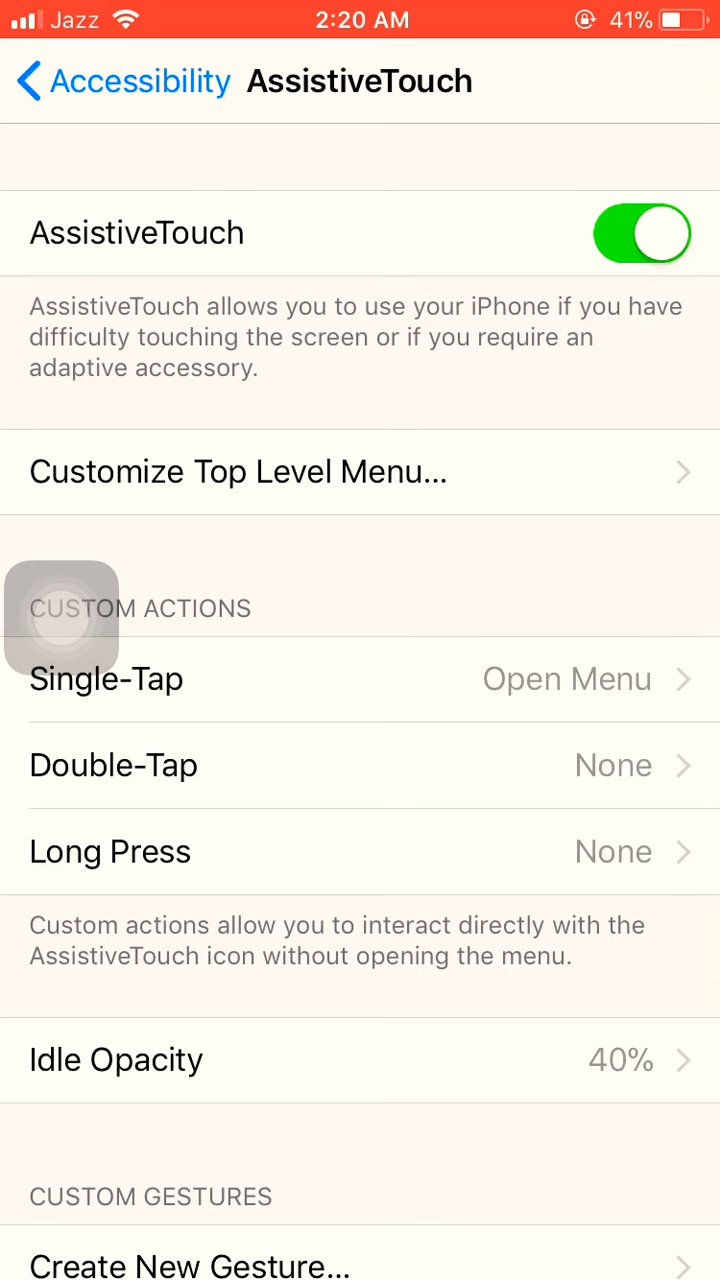 Jazz 2:20 AM 41%
Accessibility AssistiveTouch
AssistiveTouch
AssistiveTouch allows you to use your iPhone if you have
difficulty touching the screen or if you require an
adaptive accessory.
Customize Top Level Menu...
CUSTOM ACTIONS
Single-Tap Open Menu
Double-Tap None
Long Press None
Custom actions allow you to interact directly with the
AssistiveTouch icon without opening the menu.
Idle Opacity 40%
CUSTOM GESTURES
Create New Gesture...